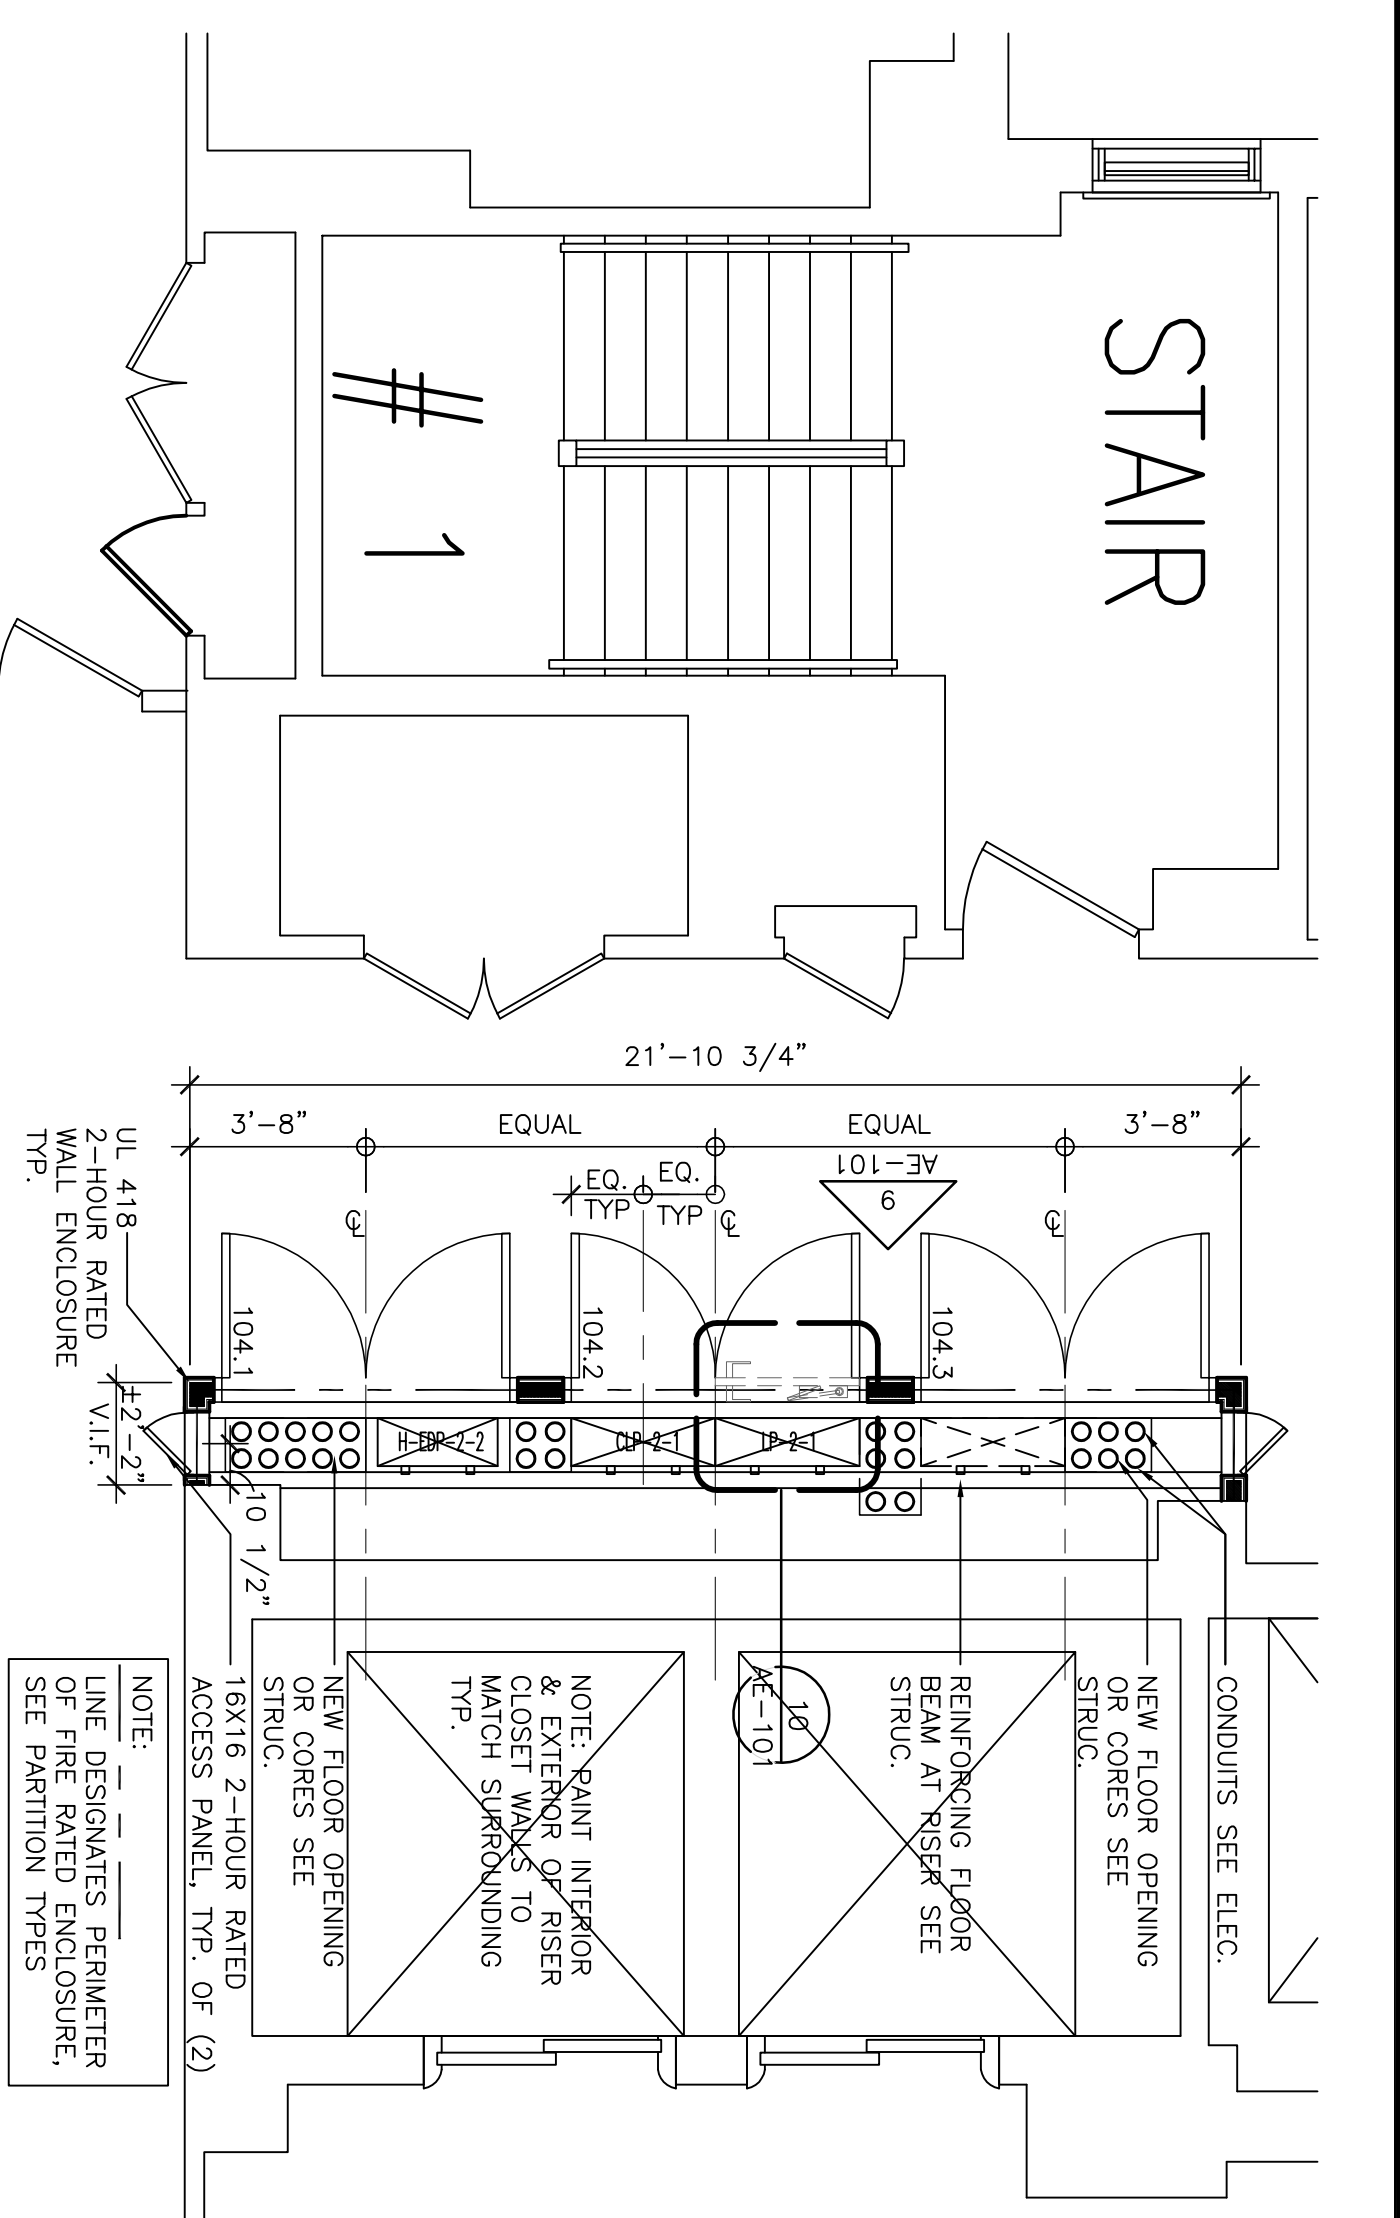 STAIR
# 1
21'-10 3/4"
3'-8"
EQUAL
EQUAL
3'-8"
EQ.
TYP
EQ.
TYP
AE-101
9
℄
℄
℄
104.1
104.2
104.3
UL 418
2-HOUR RATED
WALL ENCLOSURE
TYP.
±2'-2"
V.I.F.
H-EDP-2-2
CLP-2-1
LP-2-1
10 1/2"
CONDUITS SEE ELEC.
NEW FLOOR OPENING
OR CORES SEE
STRUC.
REINFORCING FLOOR
BEAM AT RISER SEE
STRUC.
10
AE-101
NOTE: PAINT INTERIOR
& EXTERIOR OF RISER
CLOSET WALLS TO
MATCH SURROUNDING
TYP.
NEW FLOOR OPENING
OR CORES SEE
STRUC.
16X16 2-HOUR RATED
ACCESS PANEL, TYP. OF (2)
NOTE:
LINE DESIGNATES PERIMETER
OF FIRE RATED ENCLOSURE,
SEE PARTITION TYPES